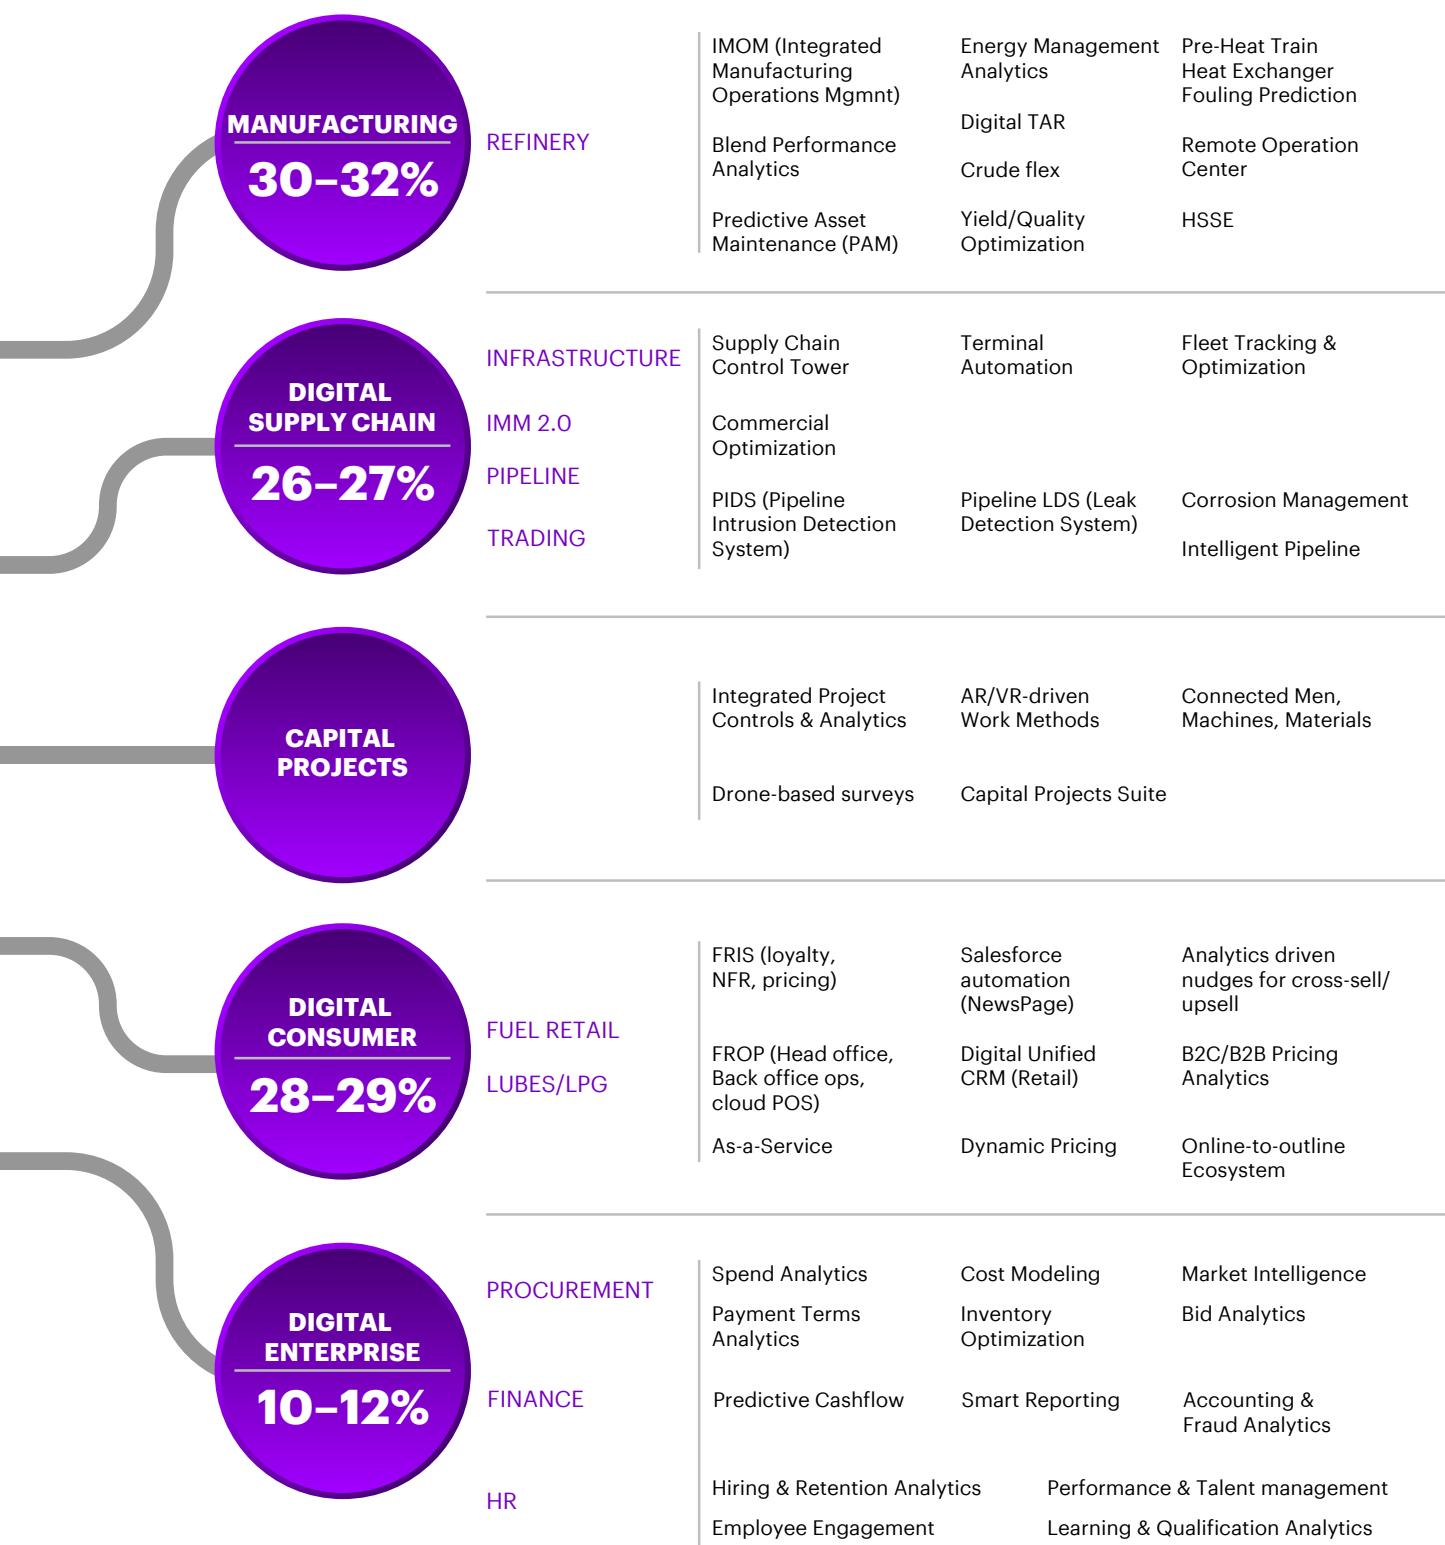 MANUFACTURING
30–32%
REFINERY
IMOM (Integrated
Manufacturing
Operations Mgmnt)
Blend Performance
Analytics
Predictive Asset
Maintenance (PAM)
Energy Management
Analytics
Digital TAR
Crude flex
Yield/Quality
Optimization
Pre-Heat Train
Heat Exchanger
Fouling Prediction
Remote Operation
Center
HSSE
DIGITAL
SUPPLY CHAIN
26–27%
INFRASTRUCTURE
IMM 2.0
PIPELINE
TRADING
Supply Chain
Control Tower
Terminal
Automation
Fleet Tracking &
Optimization
Commercial
Optimization
PIDS (Pipeline
Intrusion Detection
System)
Pipeline LDS (Leak
Detection System)
Corrosion Management
Intelligent Pipeline
CAPITAL
PROJECTS
Integrated Project
Controls & Analytics
AR/VR-driven
Work Methods
Connected Men,
Machines, Materials
Drone-based surveys
Capital Projects Suite
DIGITAL
CONSUMER
28–29%
FUEL RETAIL
LUBES/LPG
FRIS (loyalty,
NFR, pricing)
Salesforce
automation
(NewsPage)
Analytics driven
nudges for cross-sell/
upsell
FROP (Head office,
Back office ops,
cloud POS)
Digital Unified
CRM (Retail)
B2C/B2B Pricing
Analytics
As-a-Service
Dynamic Pricing
Online-to-outline
Ecosystem
DIGITAL
ENTERPRISE
10–12%
PROCUREMENT
Spend Analytics
Cost Modeling
Market Intelligence
Payment Terms
Analytics
Inventory
Optimization
Bid Analytics
FINANCE
Predictive Cashflow
Smart Reporting
Accounting &
Fraud Analytics
HR
Hiring & Retention Analytics
Performance & Talent management
Employee Engagement
Learning & Qualification Analytics